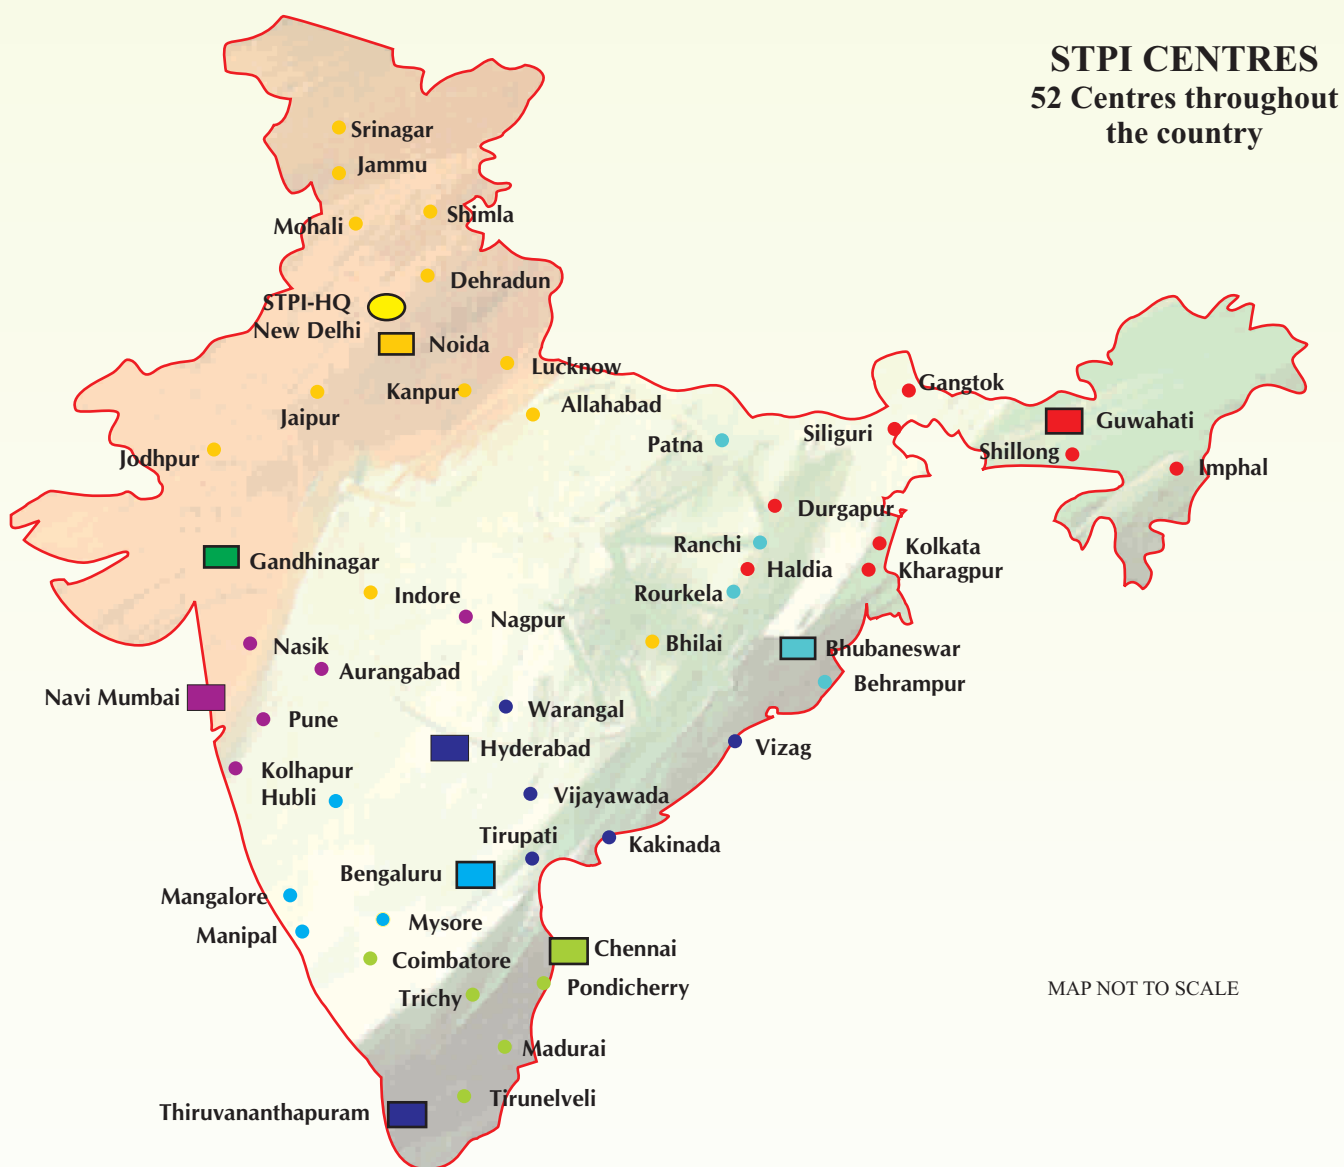 STPI CENTRES
52 Centres throughout
the country
Srinagar
Jammu
Shimla
Mohali
Dehradun
STPI-HQ
New Delhi
Noida
Lucknow
Kanpur
Allahabad
Jaipur
Jodhpur
Gangtok
Siliguri
Guwahati
Shillong
Imphal
Patna
Durgapur
Ranchi
Kolkata
Haldia
Kharagpur
Rourkela
Gandhinagar
Indore
Nagpur
Nasik
Aurangabad
Bhilai
Bhubaneswar
Behrampur
Navi Mumbai
Pune
Warangal
Hyderabad
Vizag
Kolhapur
Hubli
Vijayawada
Tirupati
Kakinada
Bengaluru
Mangalore
Mysore
Manipal
Chennai
Coimbatore
Trichy
Pondicherry
MAP NOT TO SCALE
Madurai
Tirunelveli
Thiruvananthapuram